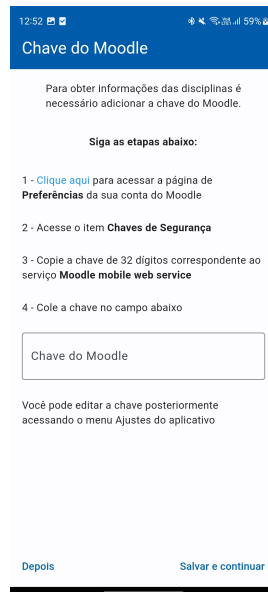 12:52 59%
Chave do Moodle
Para obter informações das disciplinas é
necessário adicionar a chave do Moodle.
Siga as etapas abaixo:
1 - Clique aqui para acessar a página de
Preferências da sua conta do Moodle
2 - Acesse o item Chaves de Segurança
3 - Copie a chave de 32 dígitos correspondente ao
serviço Moodle mobile web service
4 - Cole a chave no campo abaixo
Chave do Moodle
Você pode editar a chave posteriormente
acessando o menu Ajustes do aplicativo
Depois Salvar e continuar